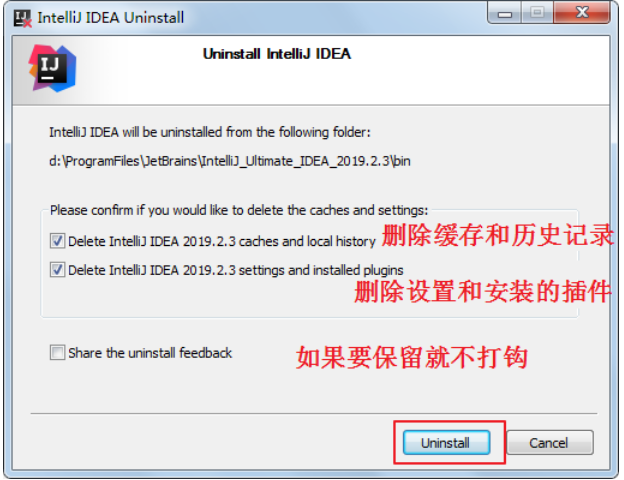 IntelliJ IDEA Uninstall
IJ
Uninstall IntelliJ IDEA
IntelliJ IDEA will be uninstalled from the following folder:
d:\ProgramFiles\JetBrains\IntelliJ_Ultimate_IDEA_2019.2.3\bin
Please confirm if you would like to delete the caches and settings:
Delete IntelliJ IDEA 2019.2.3 caches and local history 删除缓存和历史记录
Delete IntelliJ IDEA 2019.2.3 settings and installed plugins
删除设置和安装的插件
Share the uninstall feedback 如果要保留就不打钩
Uninstall Cancel